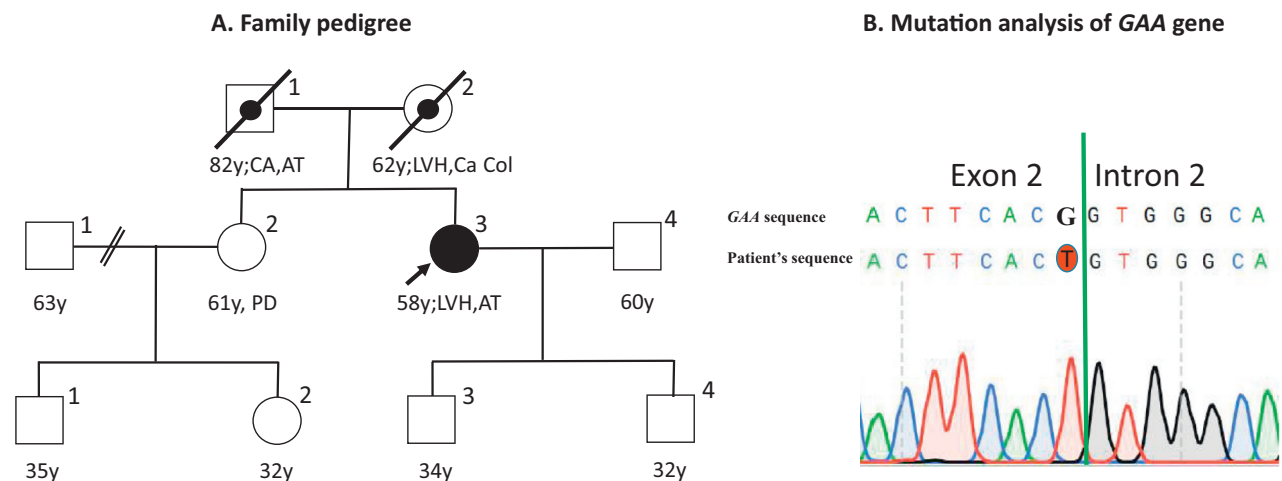 A. Family pedigree
1
2
82y;CA,AT
62y;LVH,Ca Col
1
2
3
4
63y
61y, PD
58y;LVH,AT
60y
1
2
3
4
35y
32y
34y
32y
B. Mutation analysis of GAA gene
Exon 2 Intron 2
GAA sequence A C T T C A C G G T G G G C A
Patient's sequence A C T T C A C T G T G G G C A